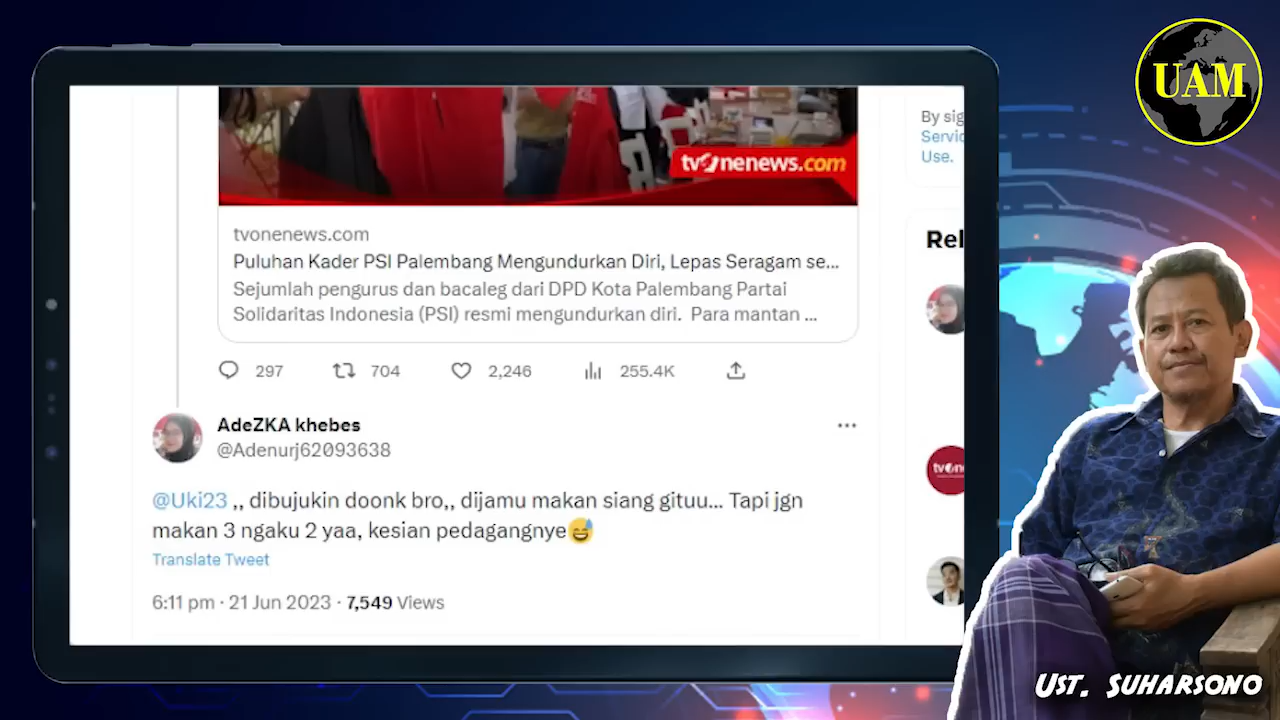 UAM
tvonenews.com
By sig
Servic
Use.
tvonenews.com
Puluhan Kader PSI Palembang Mengundurkan Diri, Lepas Seragam se...
Sejumlah pengurus dan bacaleg dari DPD Kota Palembang Partai
Solidaritas Indonesia (PSI) resmi mengundurkan diri. Para mantan ...
Rel
297 704 2,246 255.4K
AdeZKA khebes
@Adenurj62093638
@Uki23 ,, dibujukin doonk bro,, dijamu makan siang gituu... Tapi jgn
makan 3 ngaku 2 yaa, kesian pedagangnye😅
Translate Tweet
6:11 pm · 21 Jun 2023 · 7,549 Views
tvone
Ust. Suharsono